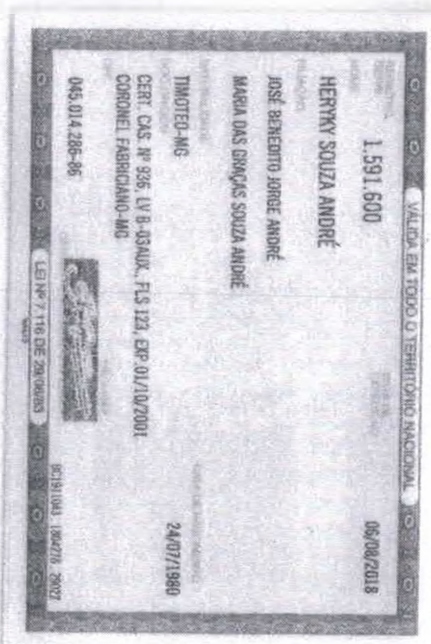 VÁLIDA EM TODO O TERRITÓRIO NACIONAL
1.591.600
06/08/2018
HERYKY SOUZA ANDRÉ
JOSÉ BENEDITO JORGE ANDRÉ
MARIA DAS GRAÇAS SOUZA ANDRÉ
TIMOTEO-MG
24/07/1980
CERT. CAS. Nº 936, LV B-03AUX., FLS 123, EXP.01/10/2001
CORONEL FABRICIANO-MG
045.014.286-86
LEI Nº 7.116 DE 29/08/83